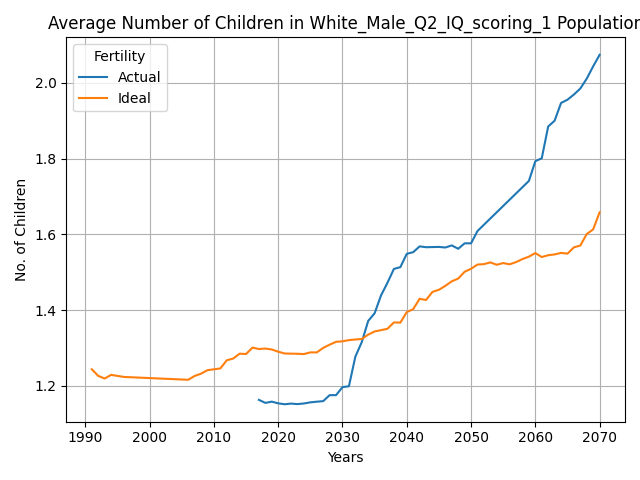 Average Number of Children in White_Male_Q2_IQ_scoring_1 Population
Fertility
Actual
Ideal
2.0
1.8
1.6
1.4
1.2
No. of Children
1990 2000 2010 2020 2030 2040 2050 2060 2070
Years